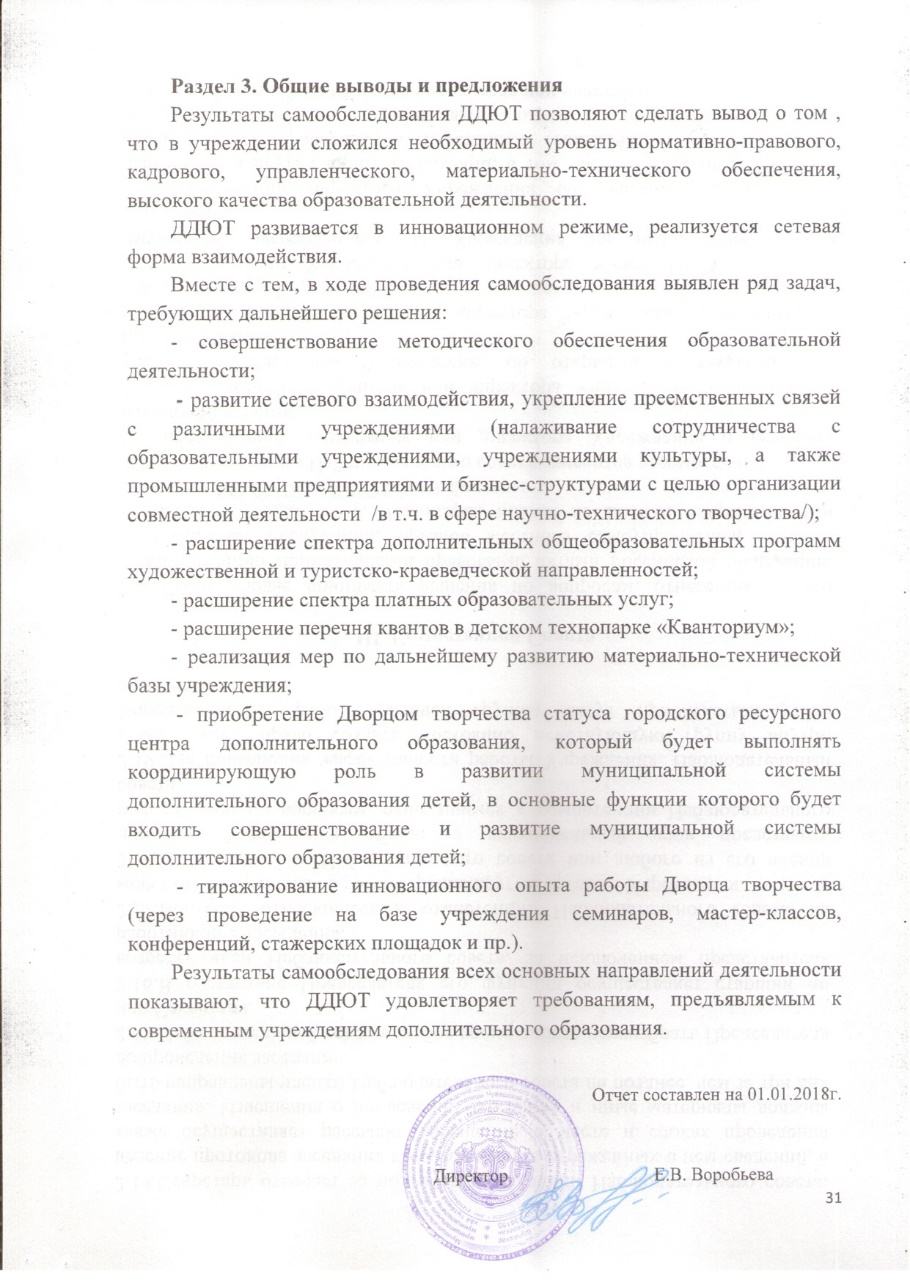 Раздел 3. Общие выводы и предложения
Результаты самообследования ДДЮТ позволяют сделать вывод о том ,
что в учреждении сложился необходимый уровень нормативно-правового,
кадрового, управленческого, материально-технического обеспечения,
высокого качества образовательной деятельности.
ДДЮТ развивается в инновационном режиме, реализуется сетевая
форма взаимодействия.
Вместе с тем, в ходе проведения самообследования выявлен ряд задач,
требующих дальнейшего решения:
- совершенствование методического обеспечения образовательной
деятельности;
- развитие сетевого взаимодействия, укрепление преемственных связей
с различными учреждениями (налаживание сотрудничества с
образовательными учреждениями, учреждениями культуры, а также
промышленными предприятиями и бизнес-структурами с целью организации
совместной деятельности /в т.ч. в сфере научно-технического творчества/);
- расширение спектра дополнительных общеобразовательных программ
художественной и туристско-краеведческой направленностей;
- расширение спектра платных образовательных услуг;
- расширение перечня квантов в детском технопарке «Кванториум»;
- реализация мер по дальнейшему развитию материально-технической
базы учреждения;
- приобретение Дворцом творчества статуса городского ресурсного
центра дополнительного образования, который будет выполнять
координирующую роль в развитии муниципальной системы
дополнительного образования детей, в основные функции которого будет
входить совершенствование и развитие муниципальной системы
дополнительного образования детей;
- тиражирование инновационного опыта работы Дворца творчества
(через проведение на базе учреждения семинаров, мастер-классов,
конференций, стажерских площадок и пр.).
Результаты самообследования всех основных направлений деятельности
показывают, что ДДЮТ удовлетворяет требованиям, предъявляемым к
современным учреждениям дополнительного образования.
Отчет составлен на 01.01.2018г.
Директор Е.В. Воробьева
31